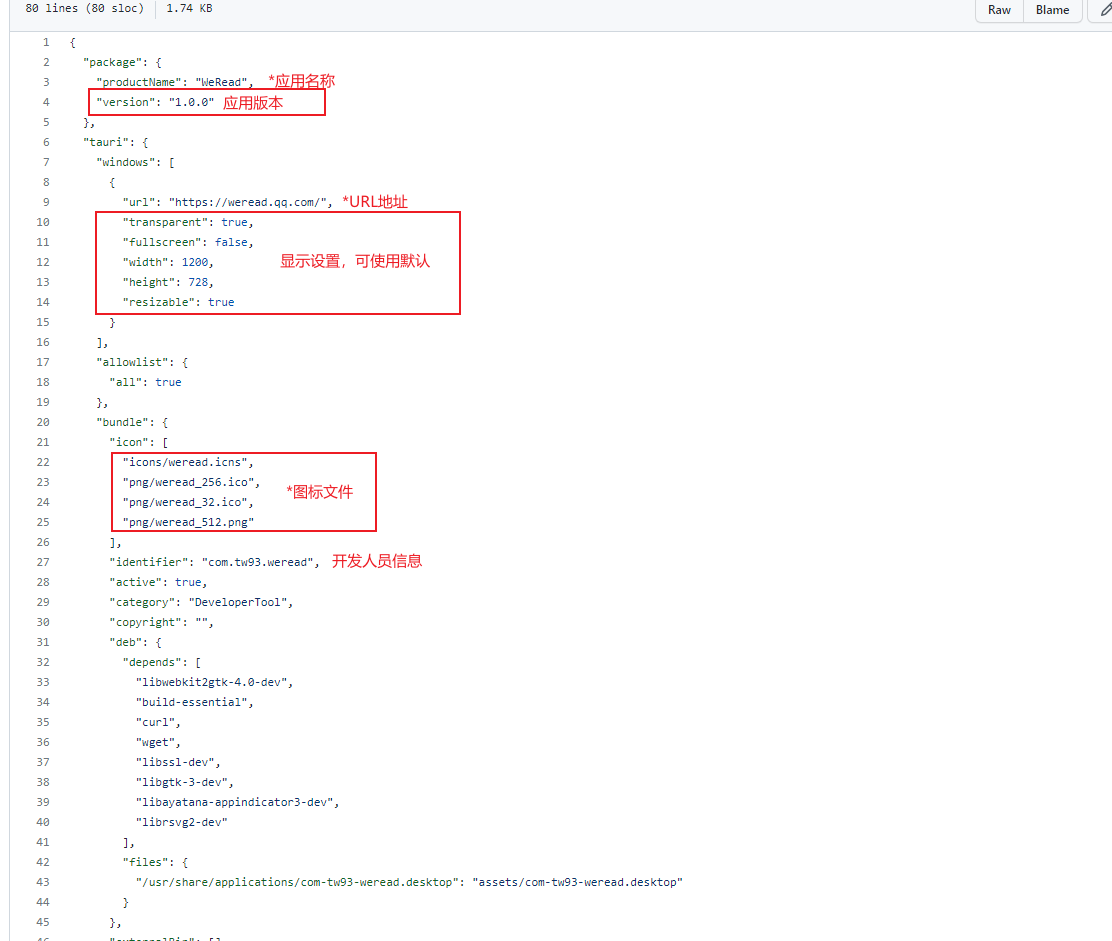 80 lines (80 sloc) 1.74 KB Raw Blame
1 {
2 "package": {
3 "productName": "WeRead", *应用名称
4 "version": "1.0.0" 应用版本
5 },
6 "tauri": {
7 "windows": [
8 {
9 "url": "https://weread.qq.com/", *URL地址
10 "transparent": true,
11 "fullscreen": false,
12 "width": 1200, 显示设置，可使用默认
13 "height": 728,
14 "resizable": true
15 }
16 ],
17 "allowlist": {
18 "all": true
19 },
20 "bundle": {
21 "icon": [
22 "icons/weread.icns",
23 "png/weread_256.ico", *图标文件
24 "png/weread_32.ico",
25 "png/weread_512.png"
26 ],
27 "identifier": "com.tw93.weread", 开发人员信息
28 "active": true,
29 "category": "DeveloperTool",
30 "copyright": "",
31 "deb": {
32 "depends": [
33 "libwebkit2gtk-4.0-dev",
34 "build-essential",
35 "curl",
36 "wget",
37 "libssl-dev",
38 "libgtk-3-dev",
39 "libayatana-appindicator3-dev",
40 "librsvg2-dev"
41 ],
42 "files": {
43 "/usr/share/applications/com-tw93-weread.desktop": "assets/com-tw93-weread.desktop"
44 }
45 },